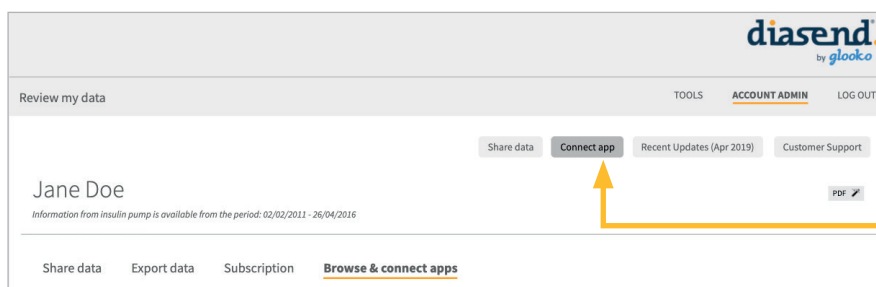 diasend
by glooko
Review my data TOOLS ACCOUNT ADMIN LOG OUT
Share data Connect app Recent Updates (Apr 2019) Customer Support
Jane Doe
PDF
Information from insulin pump is available from the period: 02/02/2011 - 26/04/2016
Share data Export data Subscription Browse & connect apps